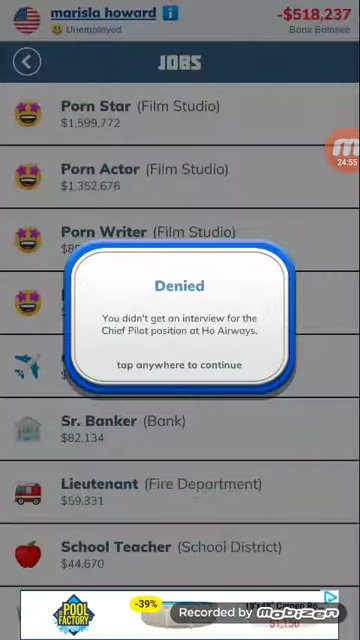 marisla howard i
-$518,237
Unemployed
Bank Balance
JOBS
Porn Star (Film Studio)
$1,599,772
24:55
Porn Actor (Film Studio)
$1,352,676
Porn Writer (Film Studio)
Denied
You didn't get an interview for the
Chief Pilot position at Ho Airways.
tap anywhere to continue
Sr. Banker (Bank)
$82,134
Lieutenant (Fire Department)
$59,331
School Teacher (School District)
$44,670
THE POOL
FACTORY
-39%
Recorded by Mobizen